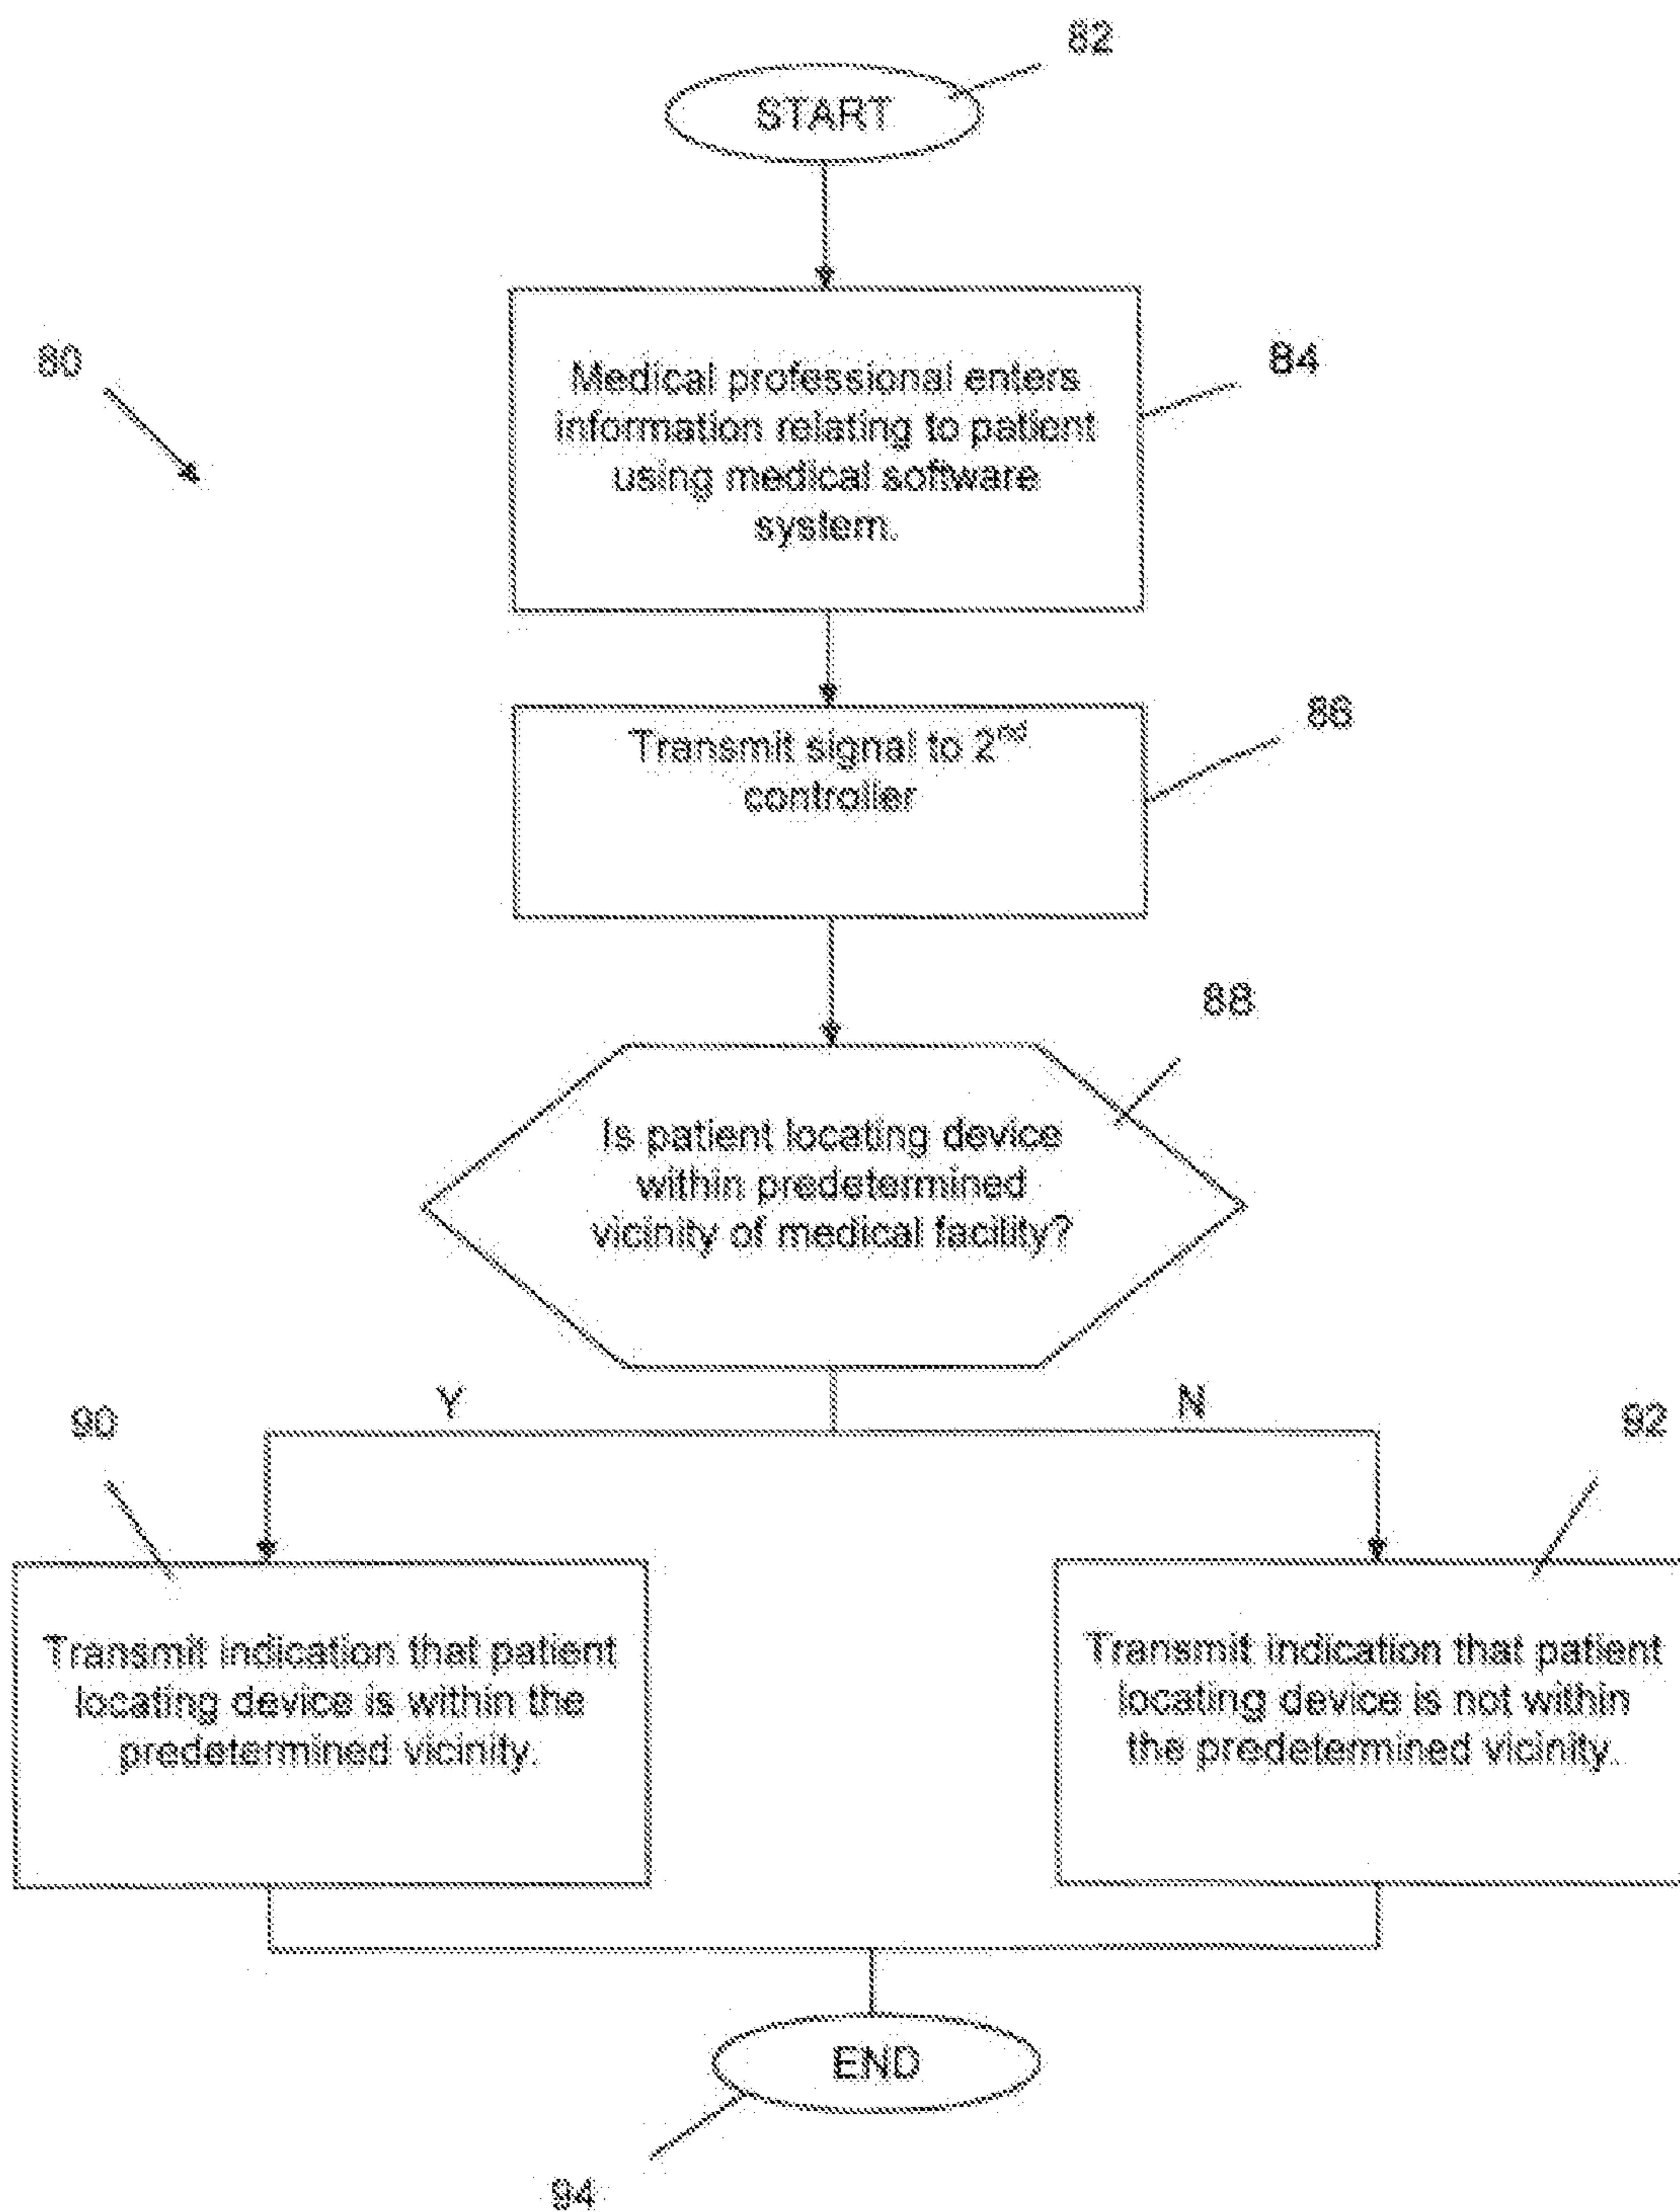 82
START
80
Medical professional enters
information relating to patient
using medical software
system.
84
Transmit signal to 2nd
controller
86
88
Is patient locating device
within predetermined
vicinity of medical facility?
Y
N
90
92
Transmit indication that patient
locating device is within the
predetermined vicinity.
Transmit indication that patient
locating device is not within
the predetermined vicinity.
END
94